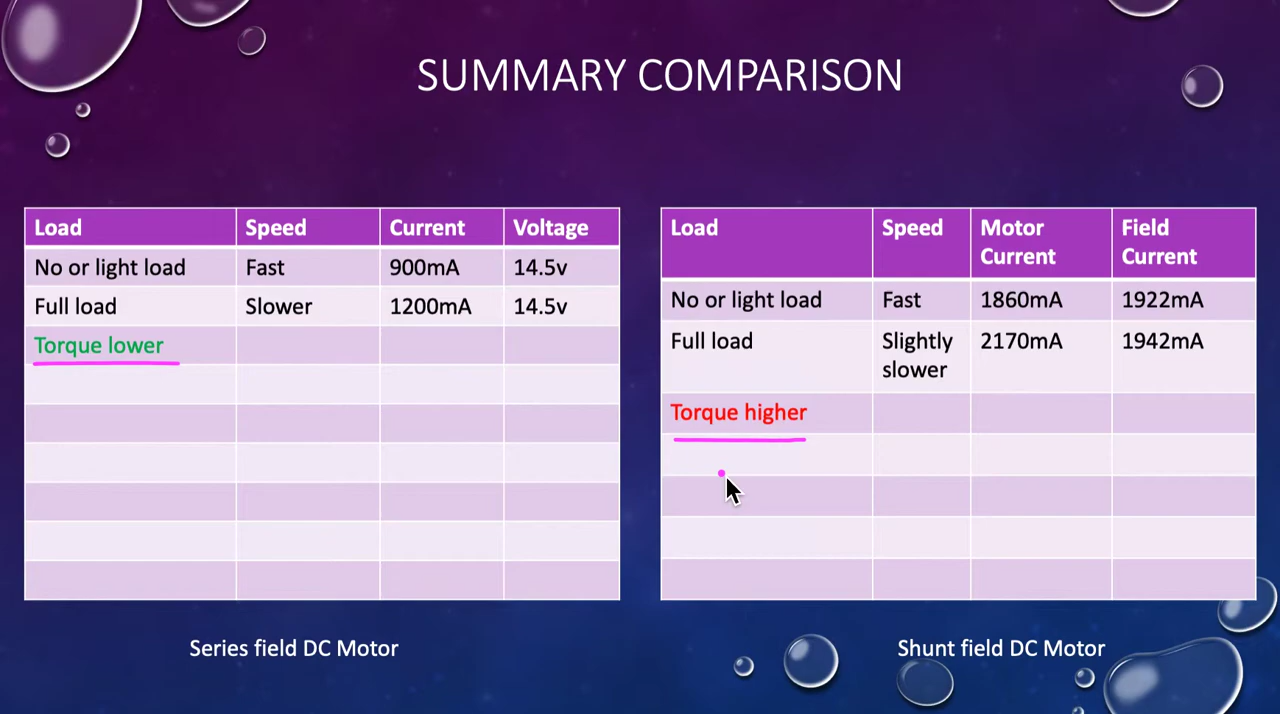 SUMMARY COMPARISON
Load Speed Current Voltage
No or light load Fast 900mA 14.5v
Full load Slower 1200mA 14.5v
Torque lower
Series field DC Motor
Load Speed Motor Current Field Current
No or light load Fast 1860mA 1922mA
Full load Slightly slower 2170mA 1942mA
Torque higher
Shunt field DC Motor